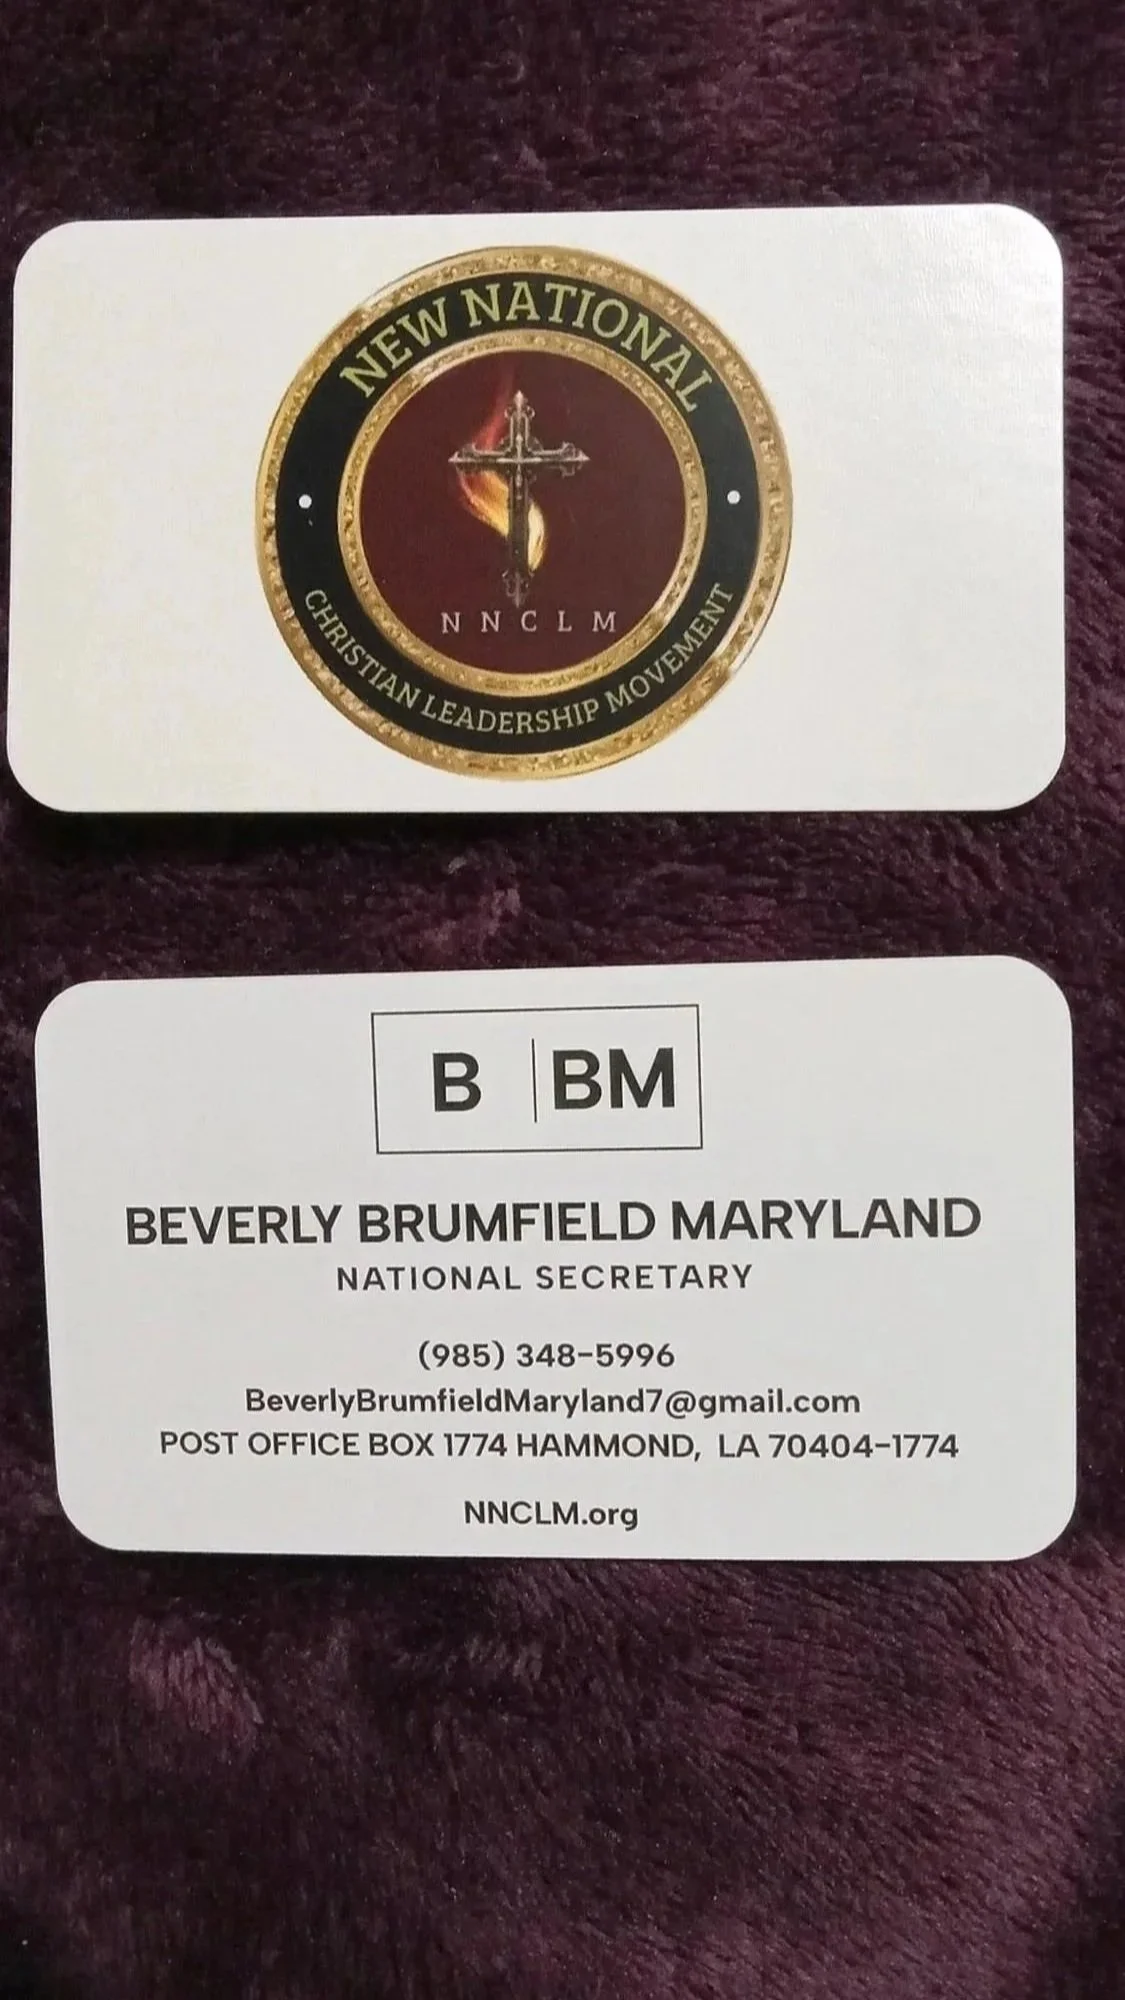 NEW NATIONAL
NNCLM
CHRISTIAN LEADERSHIP MOVEMENT
B | BM
BEVERLY BRUMFIELD MARYLAND
NATIONAL SECRETARY
(985) 348-5996
BeverlyBrumfieldMaryland7@gmail.com
POST OFFICE BOX 1774 HAMMOND, LA 70404-1774
NNCLM.org